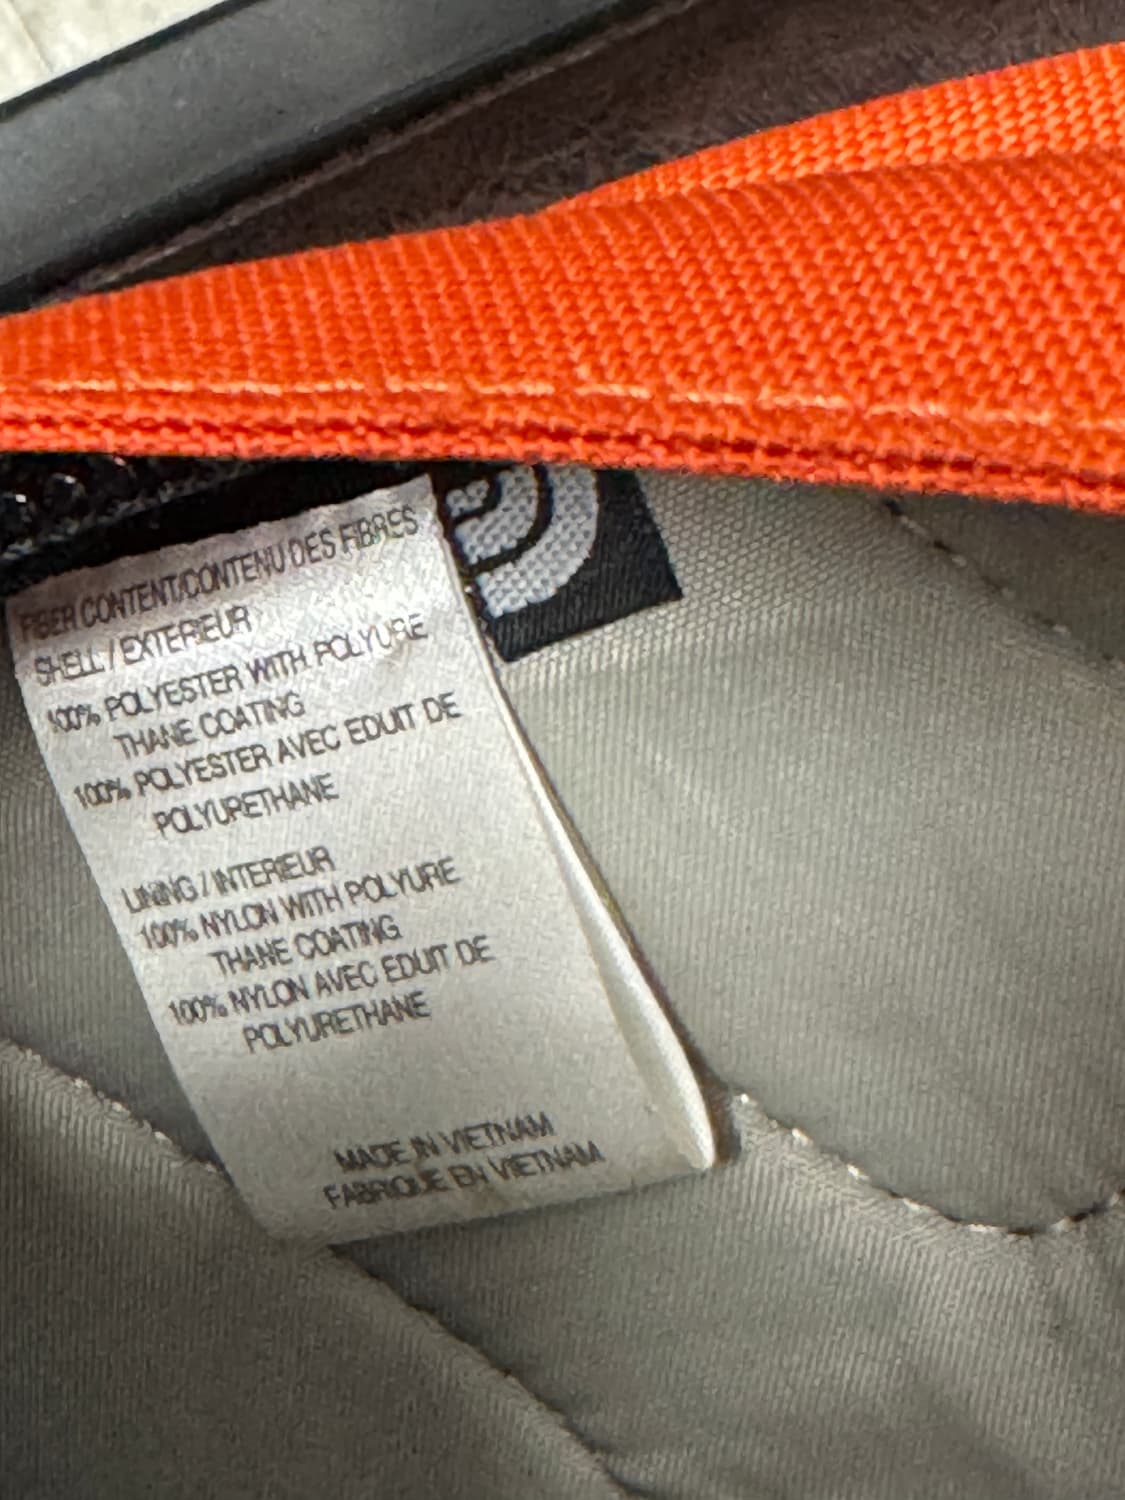 FIBER CONTENT/CONTENU DES FIBRES
SHELL / EXTERIEUR
100% POLYESTER WITH POLYURE
THANE COATING
100% POLYESTER AVEC EDUIT DE
POLYURETHANE
LINING / INTERIEUR
100% NYLON WITH POLYURE
THANE COATING
100% NYLON AVEC EDUIT DE
POLYURETHANE
MADE IN VIETNAM
FABRIQUE EN VIETNAM